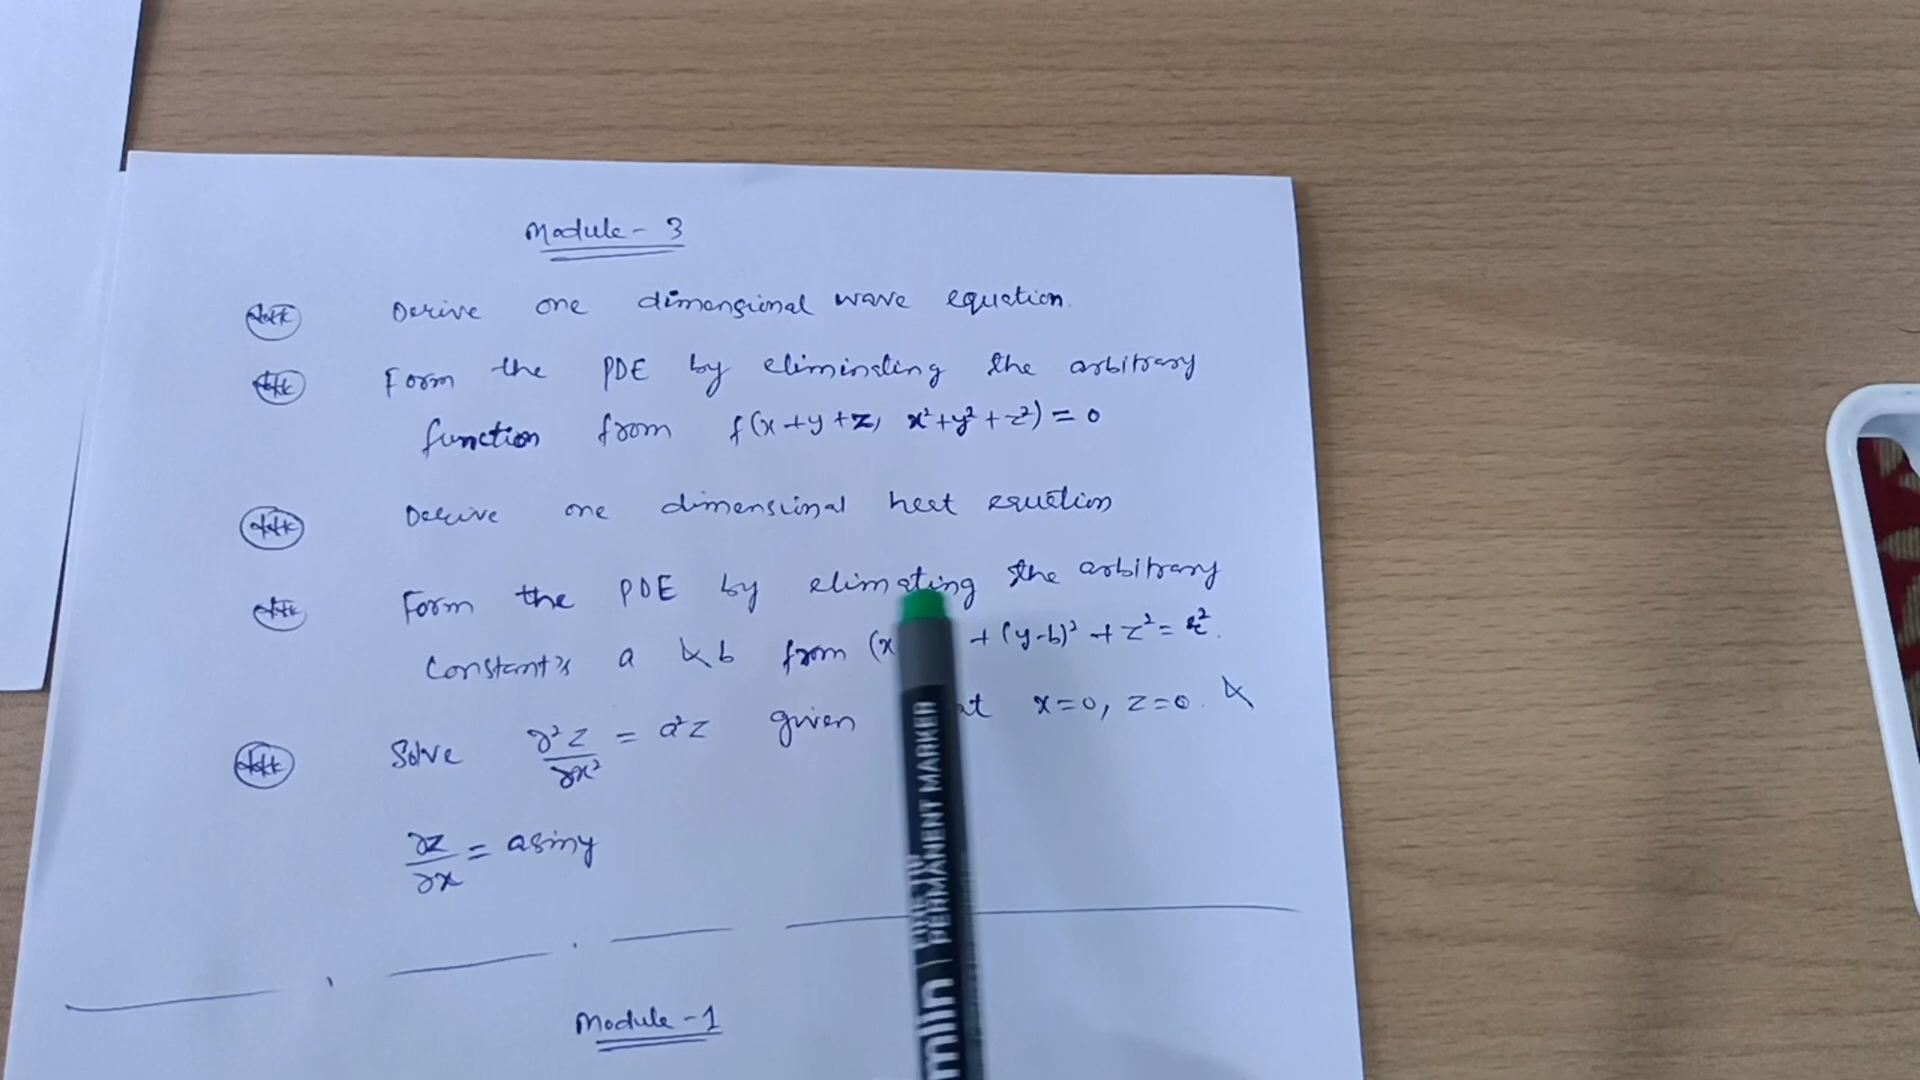 Module - 3
Derive one dimensional wave equation.
Form the PDE by eliminating the arbitrary
function from f(x+y+z, x²+y²+z²) = 0
Derive one dimensional heat equation
Form the PDE by elimating the arbitrary
constant's a & b from (x + (y-b)² + z² = c².
Solve ∂²z/∂x² = a²z given at x=0, z=0. &
∂z/∂x = a siny
Module - 1
PERMANENT MARKER
mlin